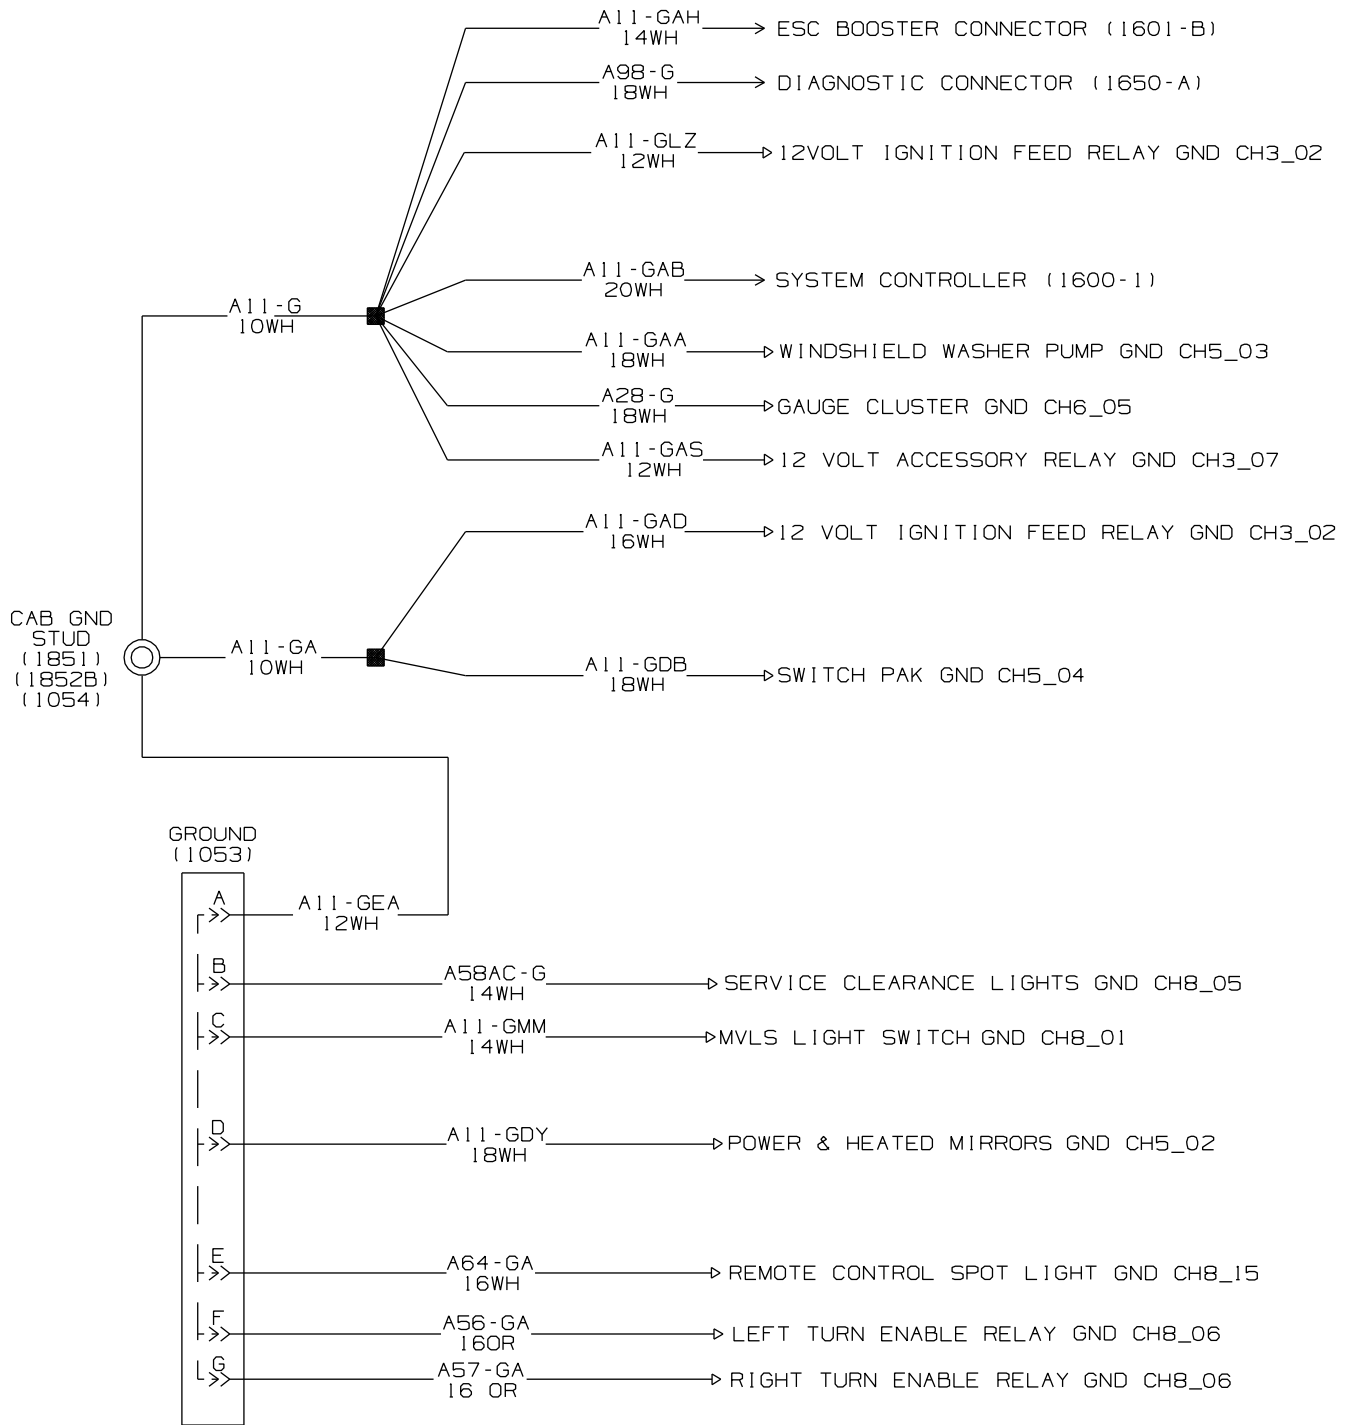 A11-GAH
14WH
ESC BOOSTER CONNECTOR (1601-B)
A98-G
18WH
DIAGNOSTIC CONNECTOR (1650-A)
A11-GLZ
12WH
12VOLT IGNITION FEED RELAY GND CH3_02
A11-GAB
20WH
SYSTEM CONTROLLER (1600-1)
A11-G
10WH
A11-GAA
18WH
WINDSHIELD WASHER PUMP GND CH5_03
A28-G
18WH
GAUGE CLUSTER GND CH6_05
A11-GAS
12WH
12 VOLT ACCESSORY RELAY GND CH3_07
A11-GAD
16WH
12 VOLT IGNITION FEED RELAY GND CH3_02
CAB GND
STUD
(1851)
(1852B)
(1054)
A11-GA
10WH
A11-GDB
18WH
SWITCH PAK GND CH5_04
GROUND
(1053)
A
A11-GEA
12WH
B
A58AC-G
14WH
SERVICE CLEARANCE LIGHTS GND CH8_05
C
A11-GMM
14WH
MVLS LIGHT SWITCH GND CH8_01
D
A11-GDY
18WH
POWER & HEATED MIRRORS GND CH5_02
E
A64-GA
16WH
REMOTE CONTROL SPOT LIGHT GND CH8_15
F
A56-GA
16OR
LEFT TURN ENABLE RELAY GND CH8_06
G
A57-GA
16 OR
RIGHT TURN ENABLE RELAY GND CH8_06